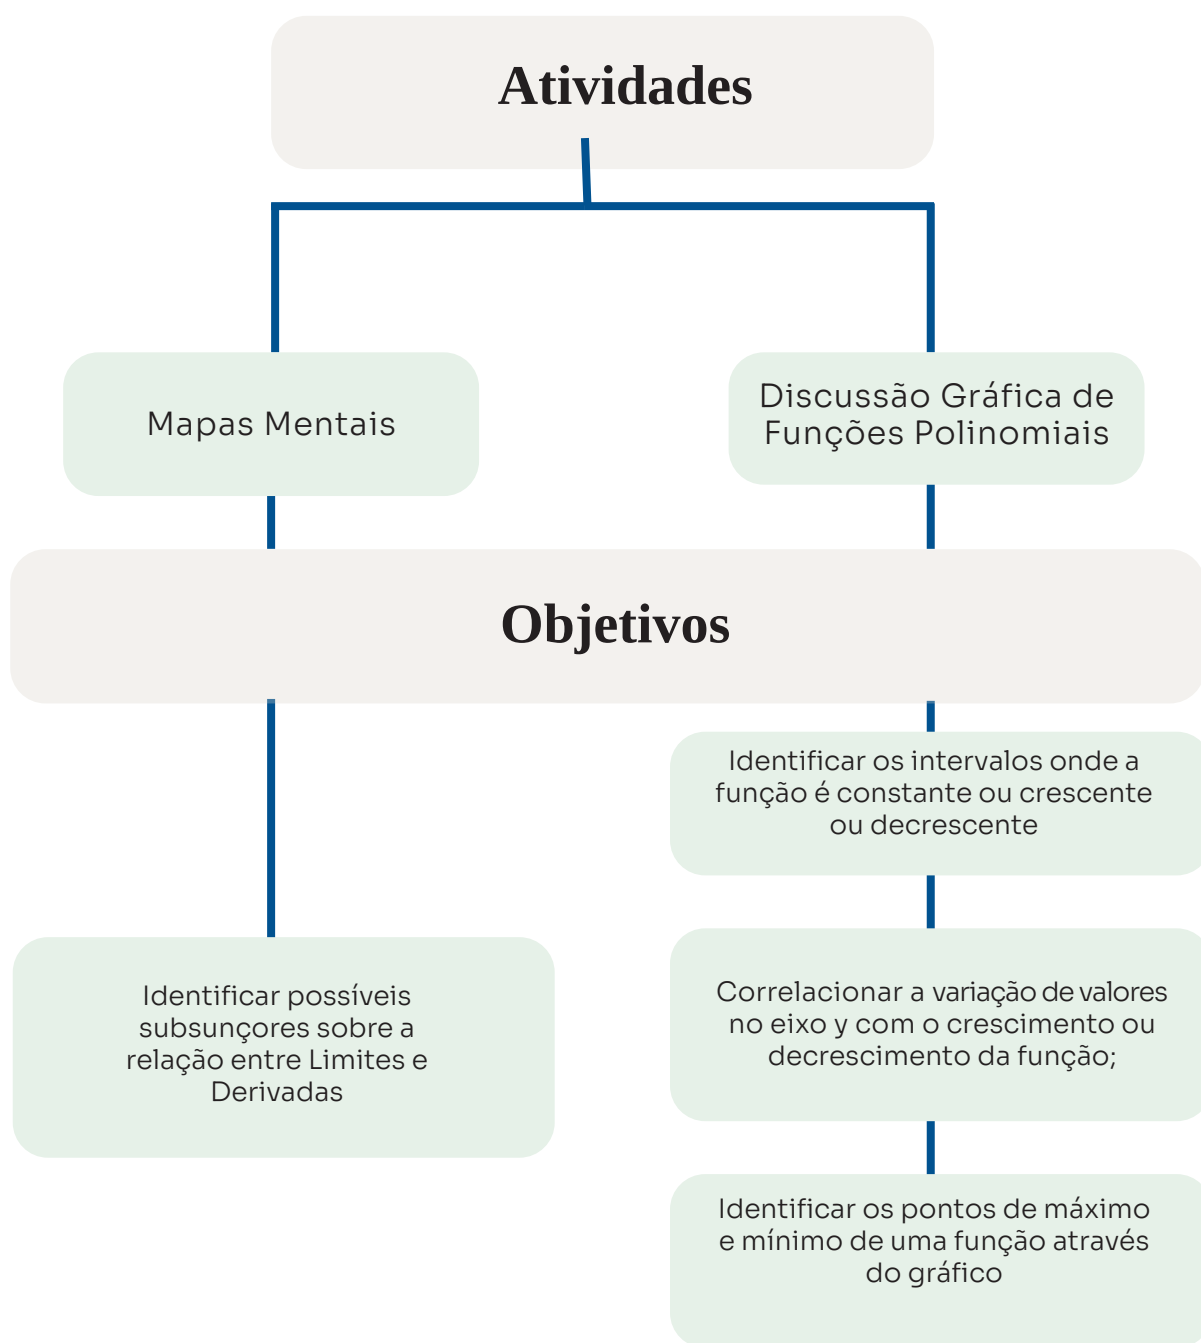 Atividades
Mapas Mentais
Discussão Gráfica de
Funções Polinomiais
Objetivos
Identificar possíveis
subsunçores sobre a
relação entre Limites e
Derivadas
Identificar os intervalos onde a
função é constante ou crescente
ou decrescente
Correlacionar a variação de valores
no eixo y com o crescimento ou
decrescimento da função;
Identificar os pontos de máximo
e mínimo de uma função através
do gráfico